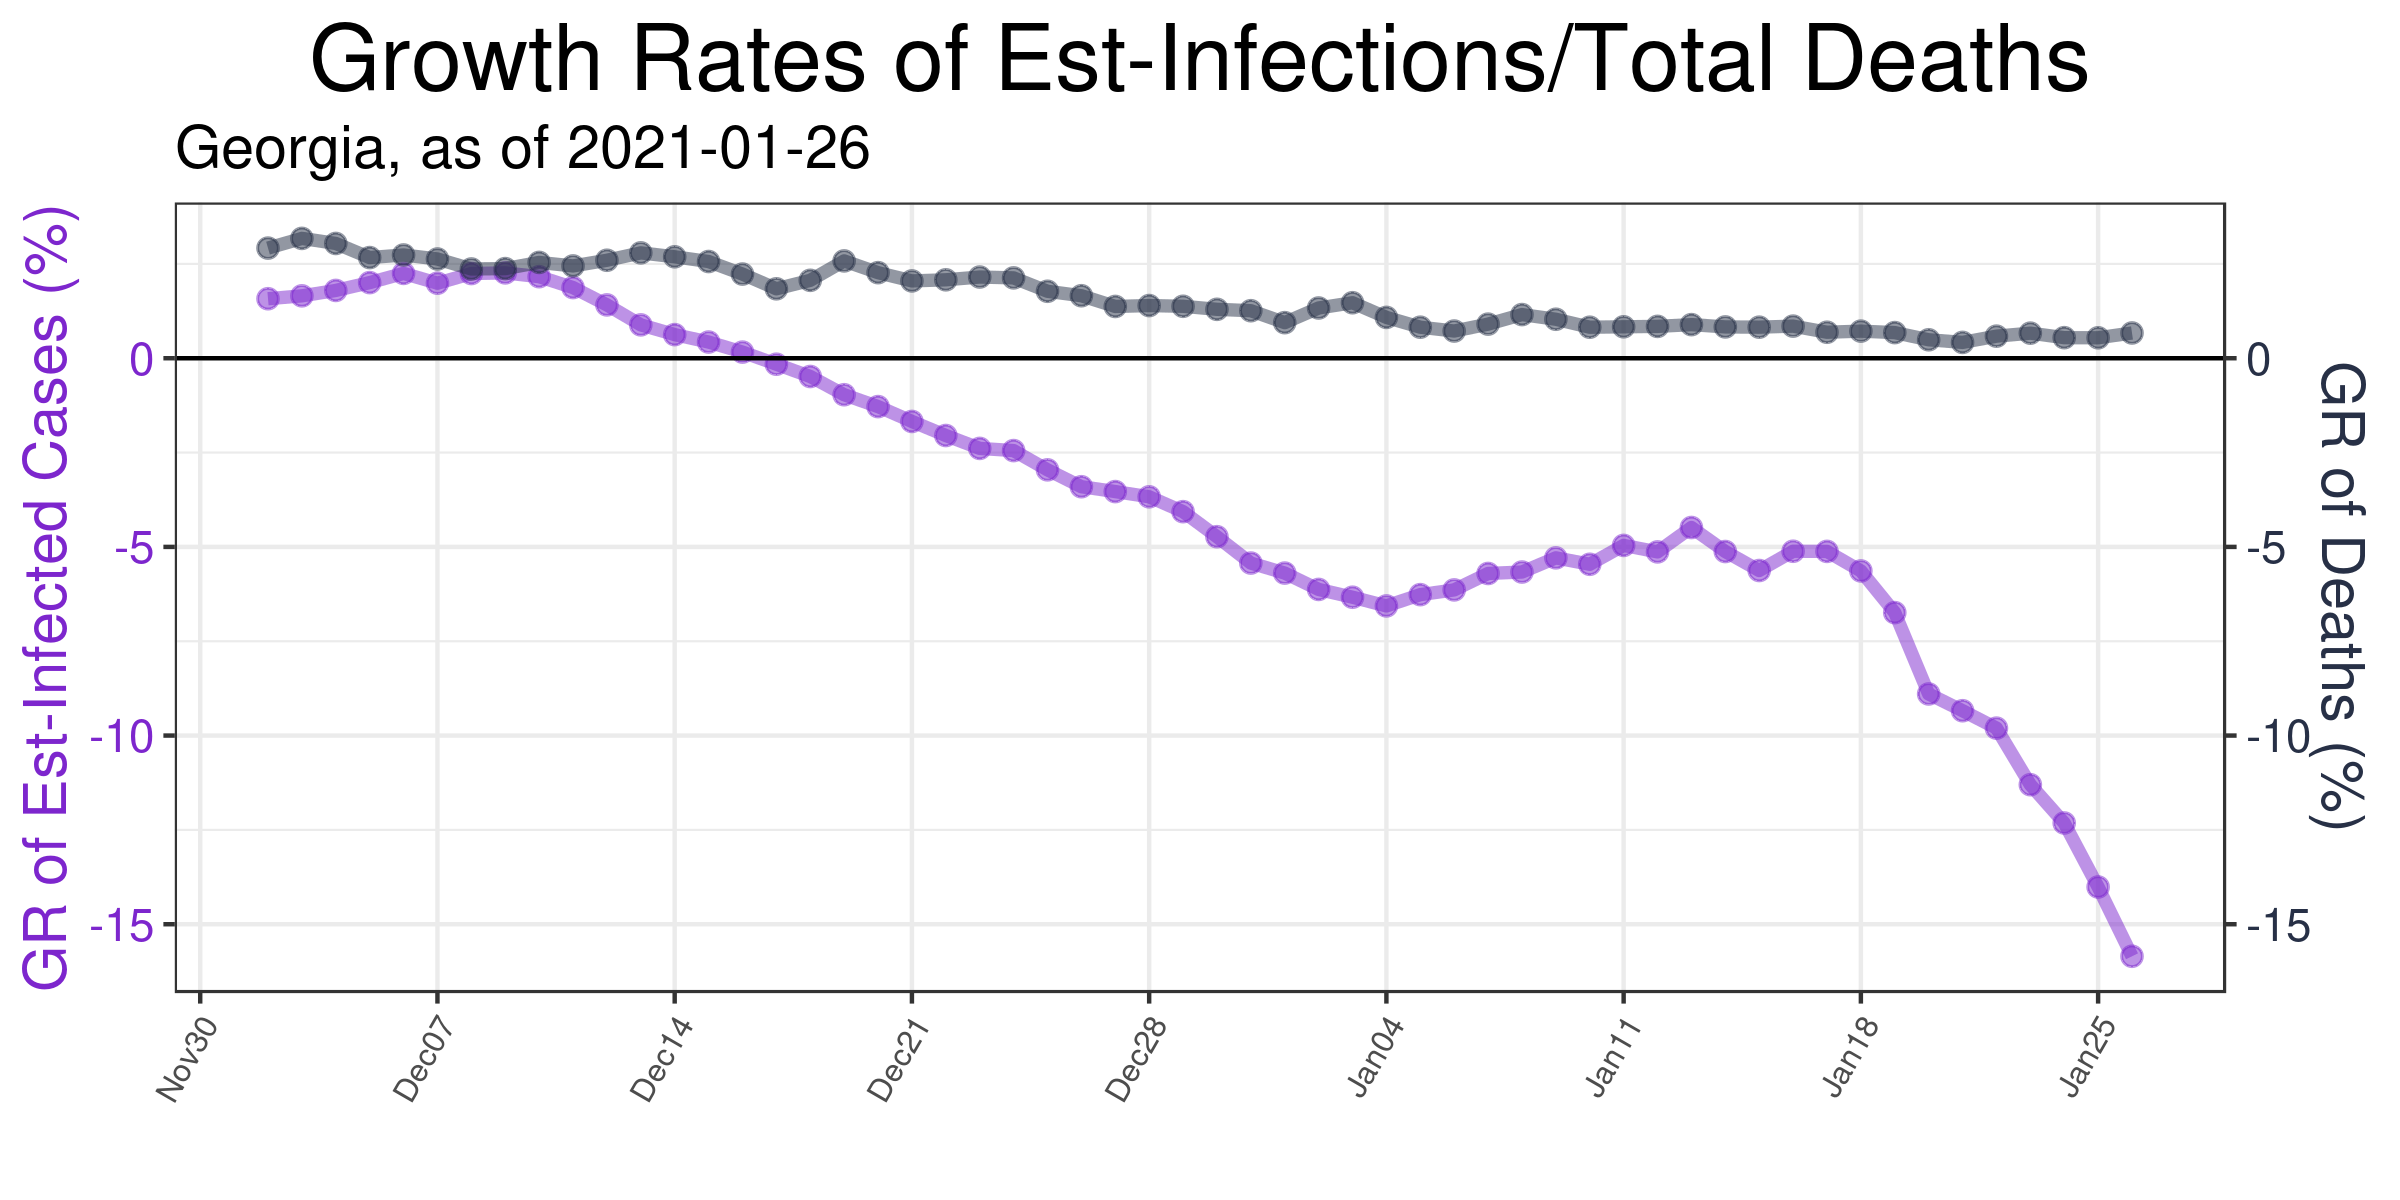 Growth Rates of Est-Infections/Total Deaths
Georgia, as of 2021-01-26
GR of Est-Infected Cases (%)
0
-5
-10
-15
0
-5
-10
-15
GR of Deaths (%)
Nov30
Dec07
Dec14
Dec21
Dec28
Jan04
Jan11
Jan18
Jan25